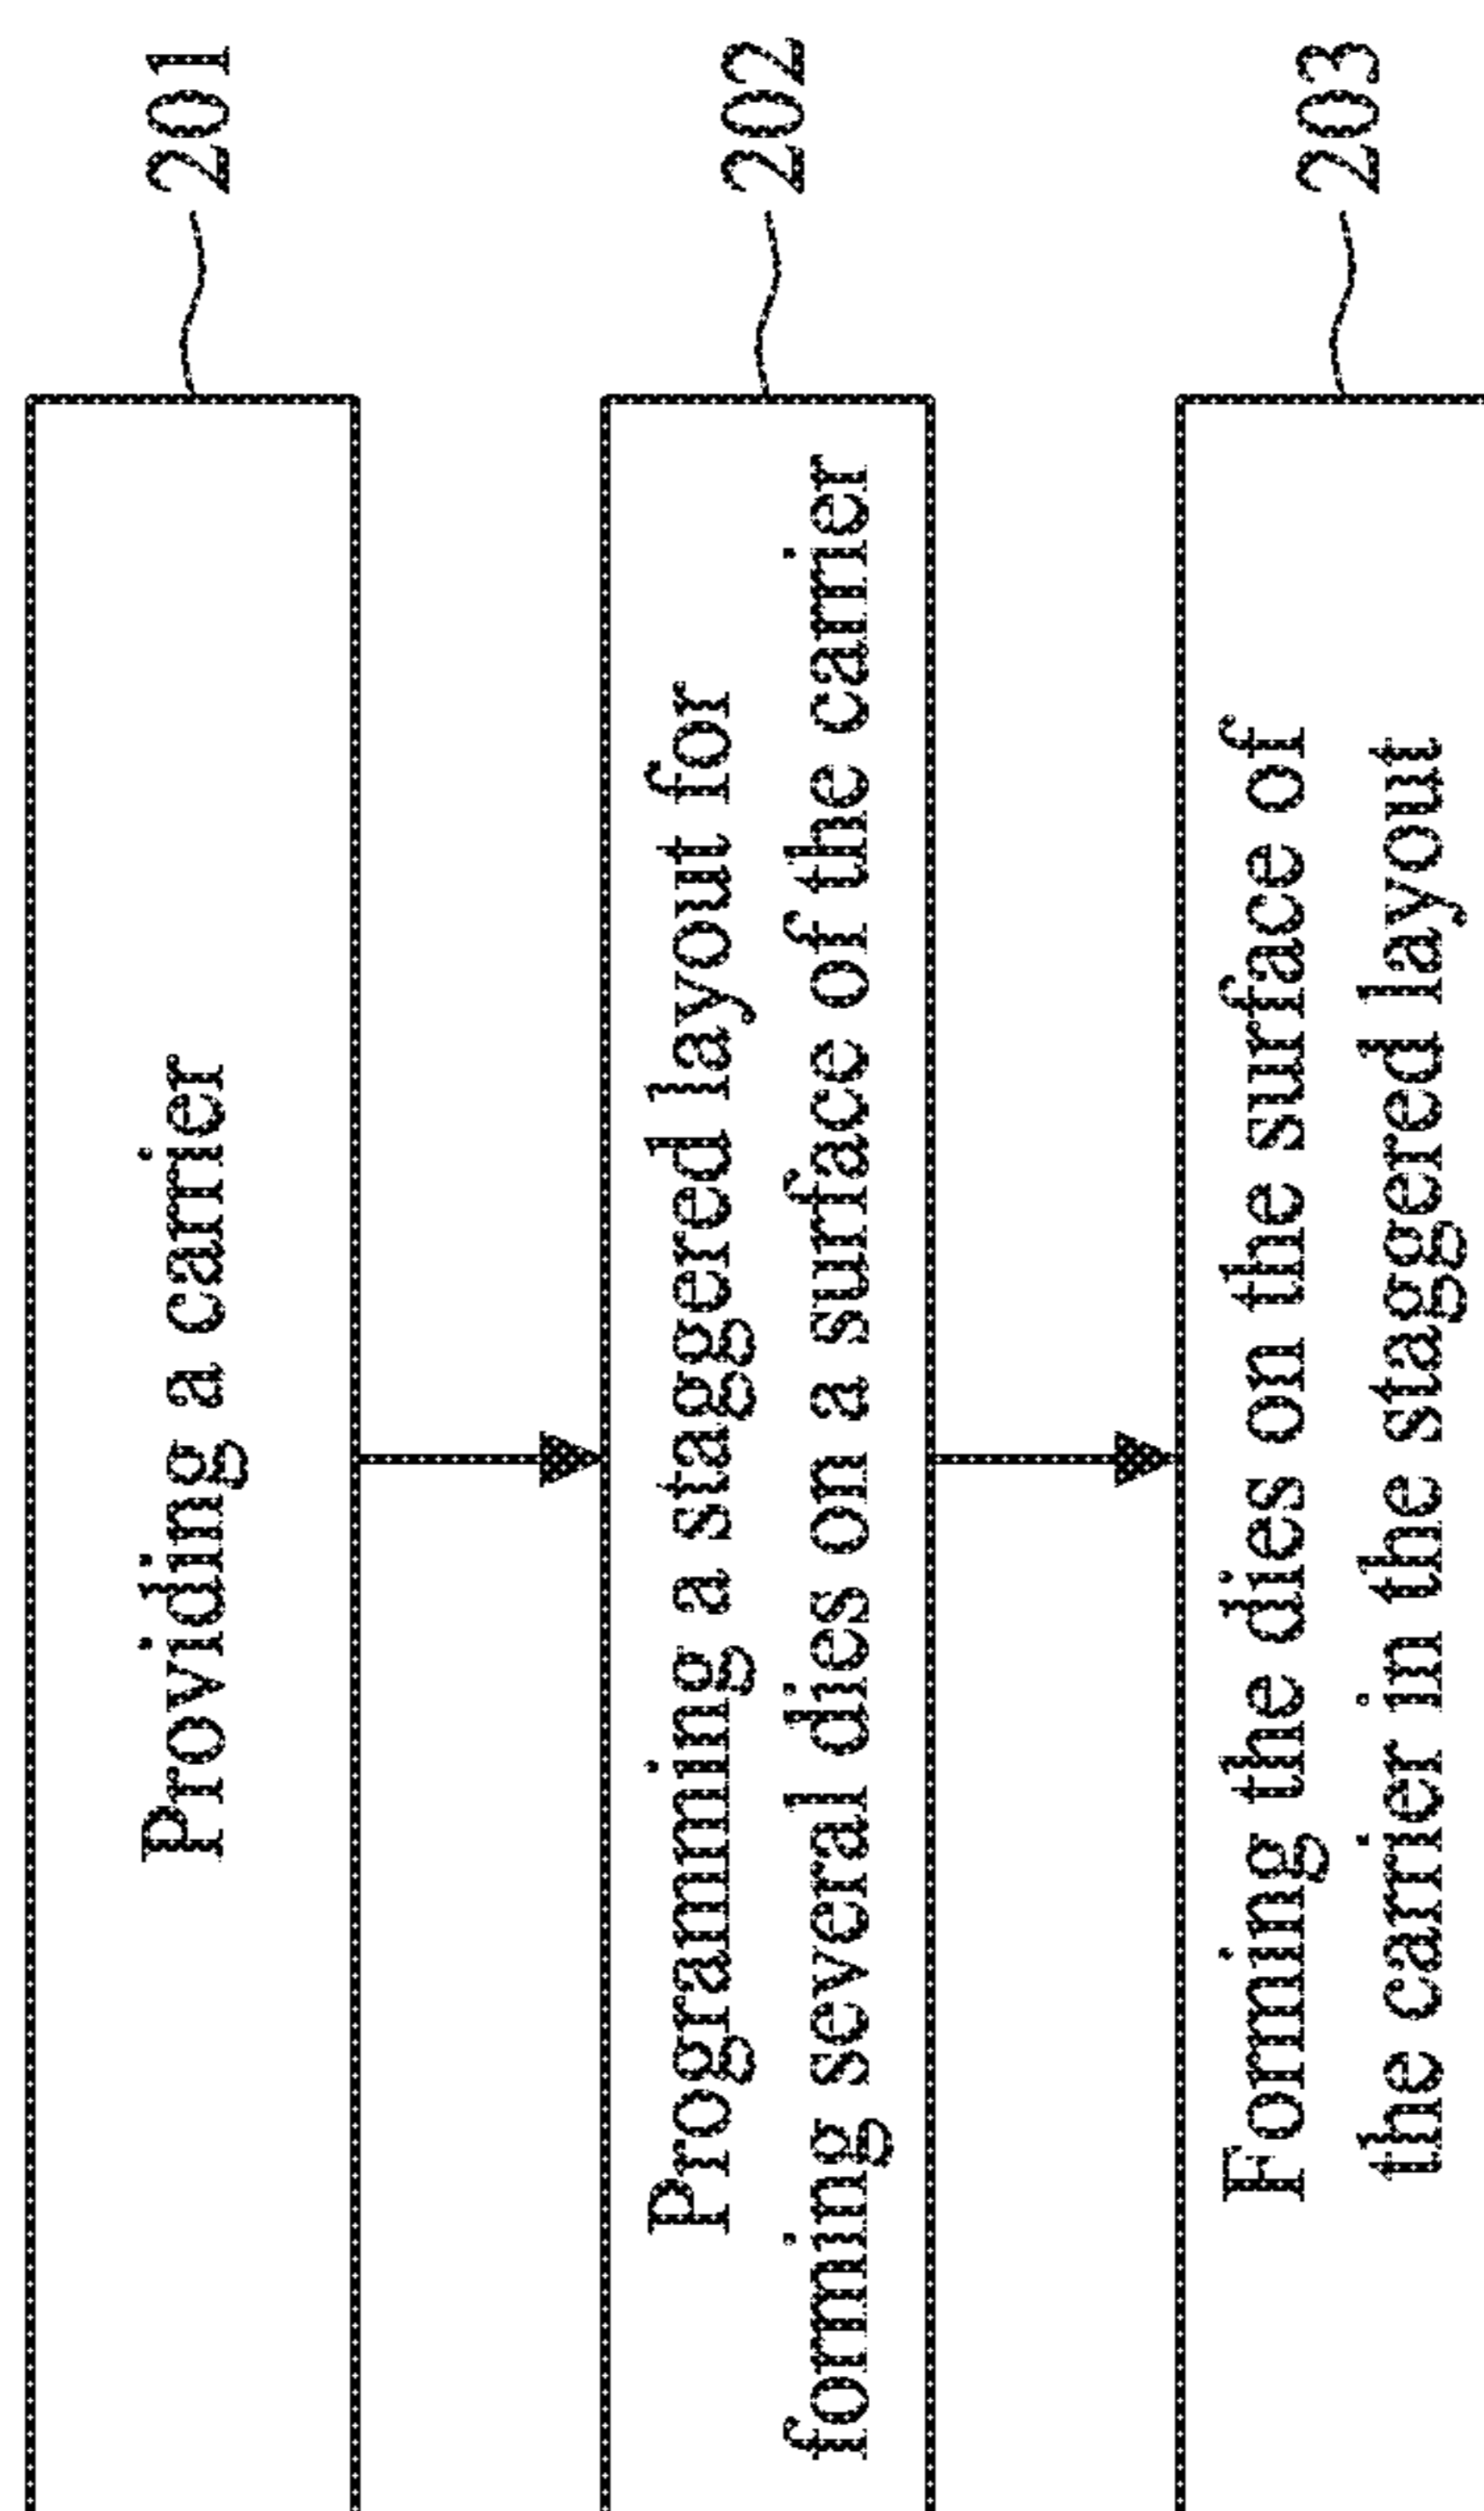 Providing a carrier
201
Programming a staggered layout for
forming several dies on a surface of the carrier
202
Forming the dies on the surface of
the carrier in the staggered layout
203